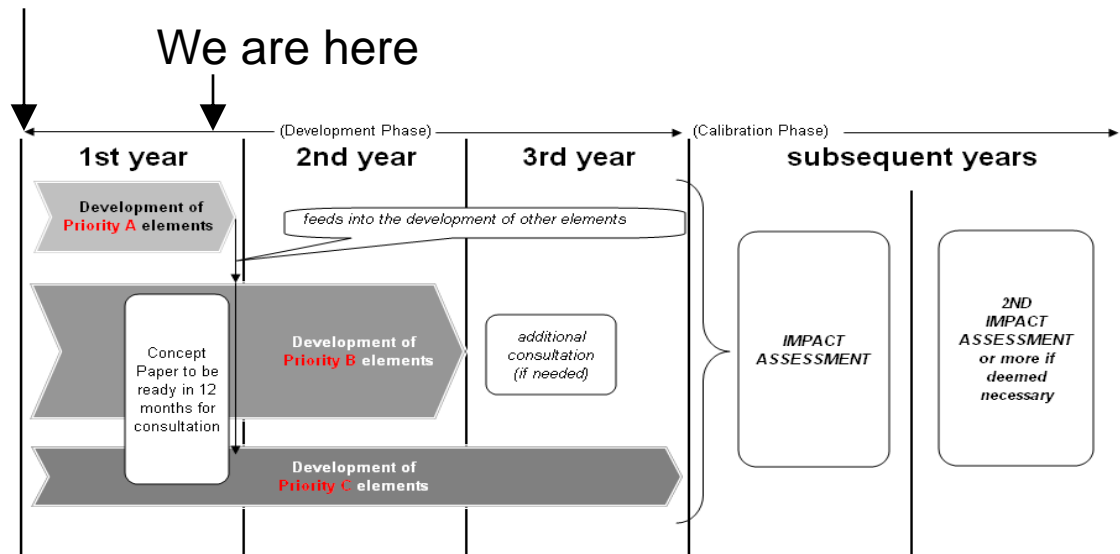 We are here
(Development Phase)
(Calibration Phase)
1st year
2nd year
3rd year
subsequent years
Development of
Priority A elements
feeds into the development of other elements
Concept
Paper to be
ready in 12
months for
consultation
Development of
Priority B elements
additional
consultation
(if needed)
IMPACT
ASSESSMENT
2ND
IMPACT
ASSESSMENT
or more if
deemed
necessary
Development of
Priority C elements